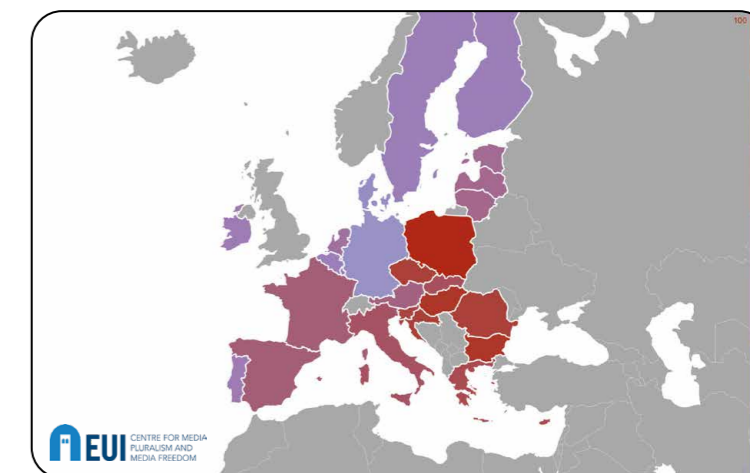 100
EUI
CENTRE FOR MEDIA
PLURALISM AND
MEDIA FREEDOM